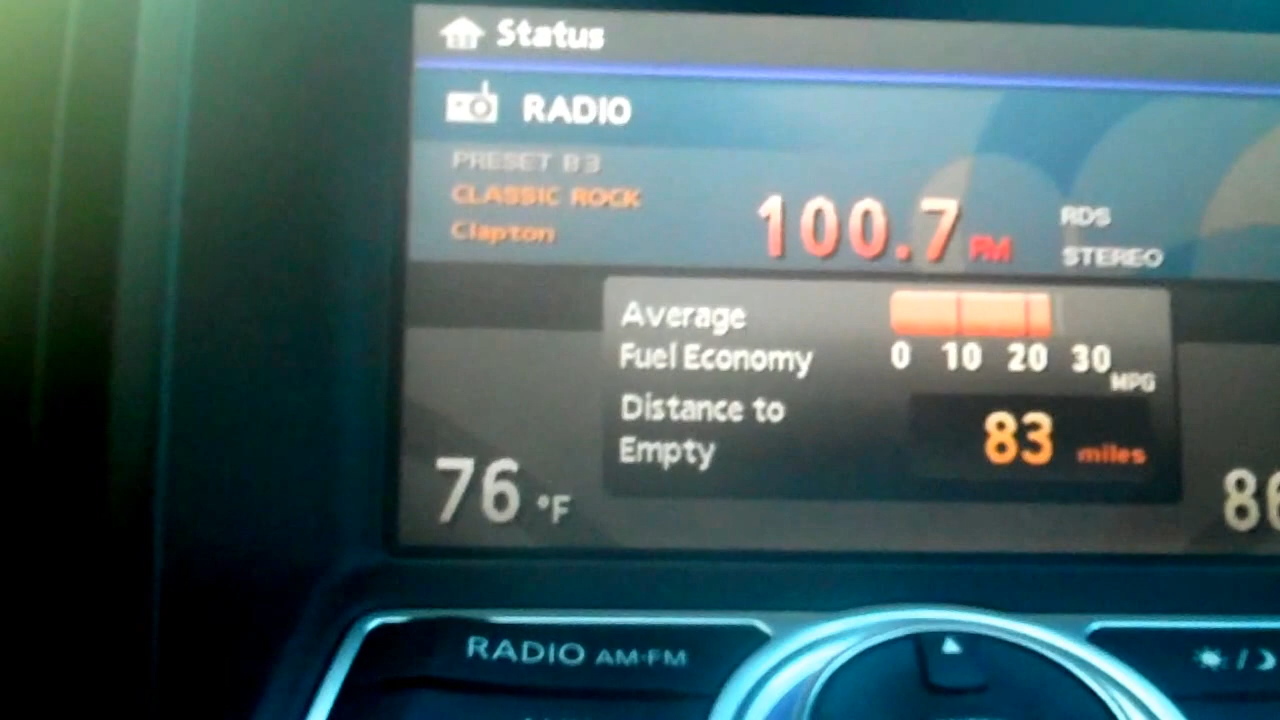 Status
RADIO
PRESET B3
CLASSIC ROCK
Clapton
100.7 FM
RDS
STEREO
Average
Fuel Economy
0 10 20 30
MPG
Distance to
Empty
83 miles
76 °F
86
RADIO AM·FM